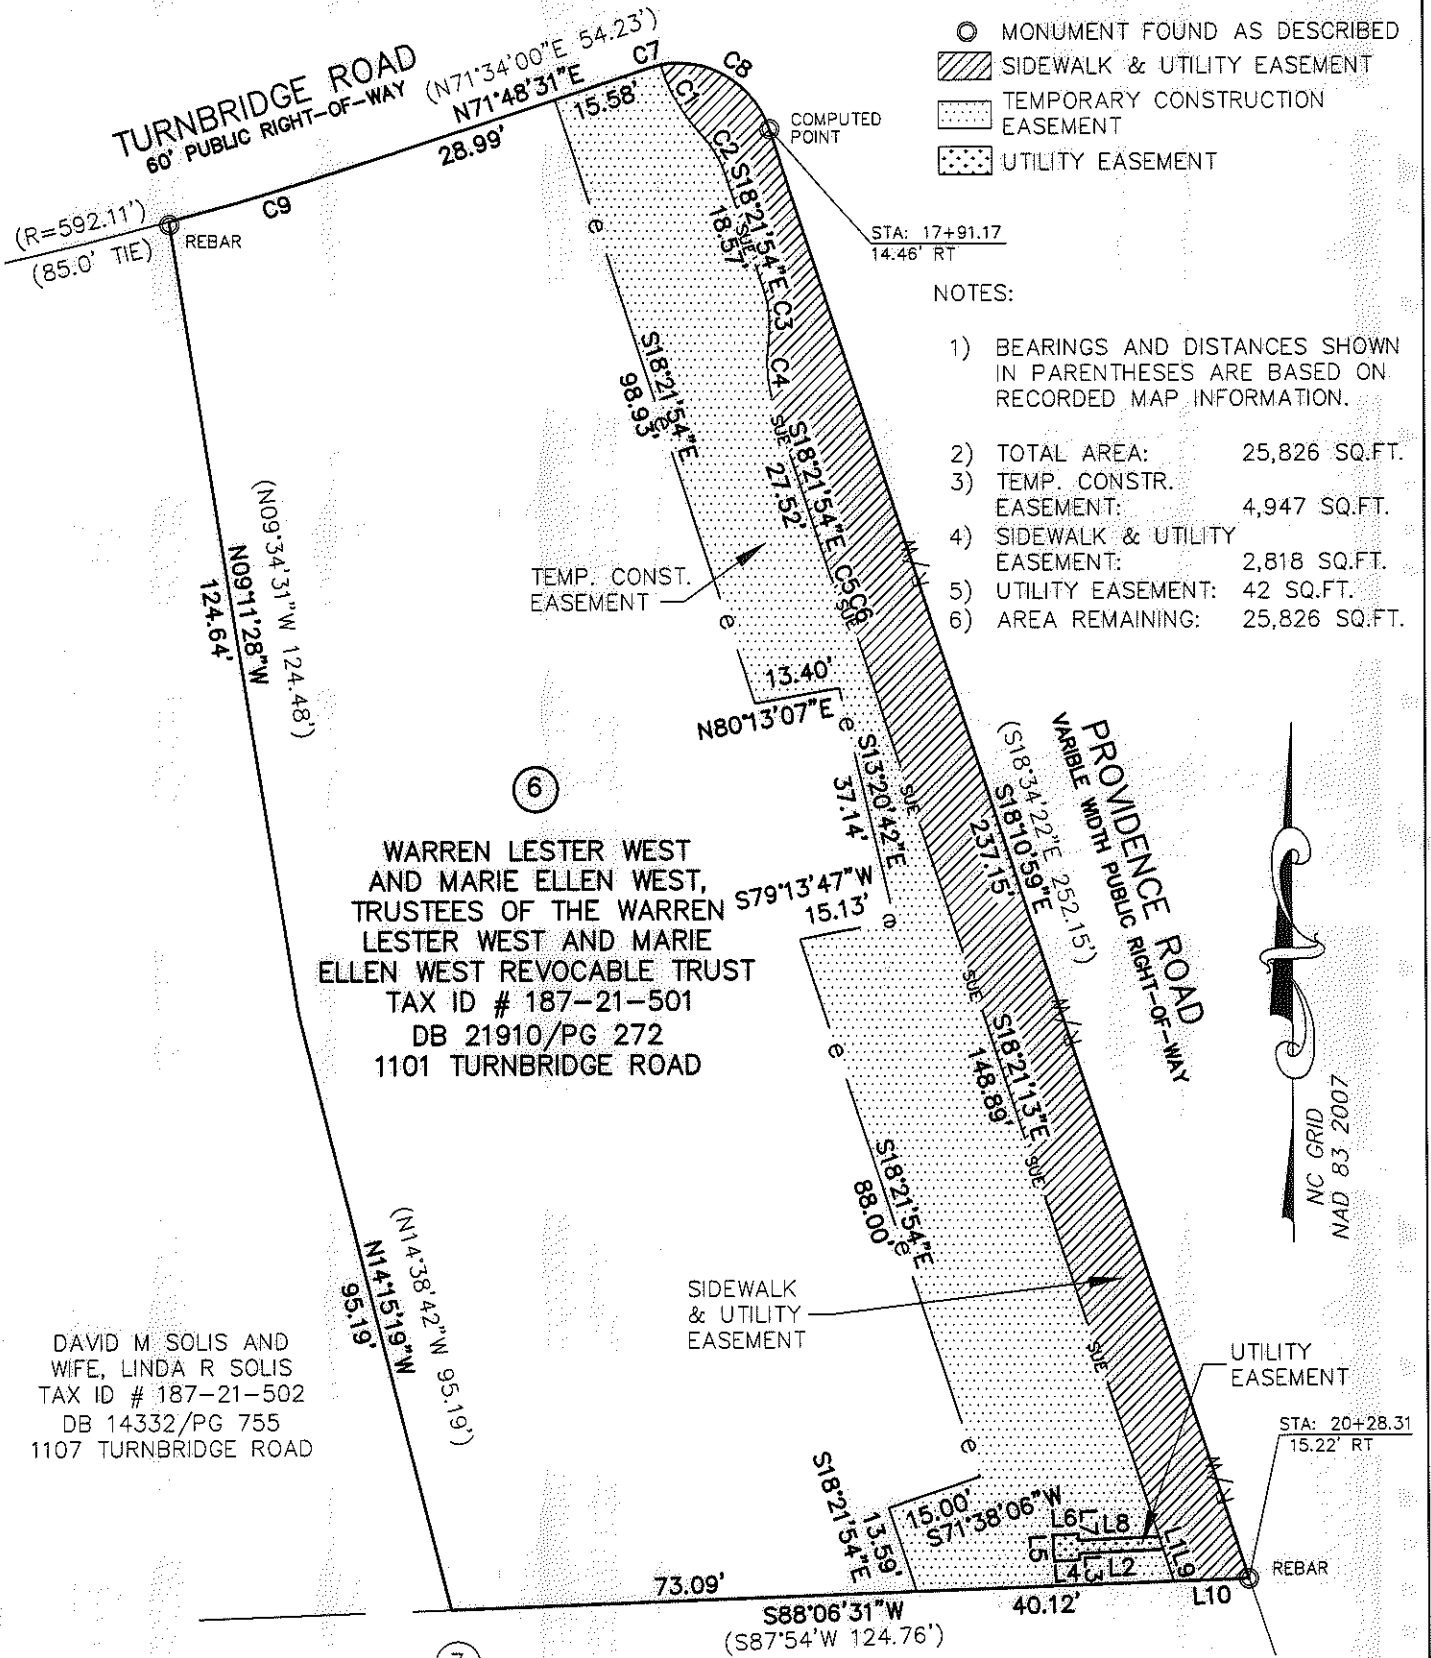 TURNBRIDGE ROAD
60' PUBLIC RIGHT-OF-WAY
(N71°34'00"E 54.23')
N71°48'31"E
28.99'
15.58'
C7
C8
C9
C1
C2
COMPUTED
POINT
STA: 17+91.17
14.46' RT
(R=592.11')
(85.0' TIE)
REBAR
MONUMENT FOUND AS DESCRIBED
SIDEWALK & UTILITY EASEMENT
TEMPORARY CONSTRUCTION
EASEMENT
UTILITY EASEMENT
NOTES:
1) BEARINGS AND DISTANCES SHOWN
IN PARENTHESES ARE BASED ON
RECORDED MAP INFORMATION.
2) TOTAL AREA: 25,826 SQ.FT.
3) TEMP. CONSTR.
EASEMENT: 4,947 SQ.FT.
4) SIDEWALK & UTILITY
EASEMENT: 2,818 SQ.FT.
5) UTILITY EASEMENT: 42 SQ.FT.
6) AREA REMAINING: 25,826 SQ.FT.
S18°21'54"E
18.57'
SUE
C3
C4
e
S18°21'54"E
98.93'
e
SUE
S18°21'54"E
27.52'
C5
C6
SUE
TEMP. CONST.
EASEMENT
e
13.40'
N80°13'07"E
e
S13°20'42"E
37.14'
e
SUE
(N09°34'31"W 124.48')
N09°11'28"W
124.64'
PROVIDENCE ROAD
VARIBLE WIDTH PUBLIC RIGHT-OF-WAY
(S18°34'22"E 252.15')
S18°10'59"E
237.15'
6
WARREN LESTER WEST
AND MARIE ELLEN WEST,
TRUSTEES OF THE WARREN
LESTER WEST AND MARIE
ELLEN WEST REVOCABLE TRUST
TAX ID # 187-21-501
DB 21910/PG 272
1101 TURNBRIDGE ROAD
S79°13'47"W
15.13'
SUE
S18°21'13"E
148.89'
SUE
e
S18°21'54"E
88.00'
e
NC GRID
NAD 83 2007
(N14°38'42"W 95.19')
N14°15'19"W
95.19'
SIDEWALK
& UTILITY
EASEMENT
SUE
UTILITY
EASEMENT
DAVID M SOLIS AND
WIFE, LINDA R SOLIS
TAX ID # 187-21-502
DB 14332/PG 755
1107 TURNBRIDGE ROAD
STA: 20+28.31
15.22' RT
e
S18°21'54"E
13.59'
15.00'
S71°38'06"W
L6
L7
L8
L5
L4
L3
L2
L1
L9
L10
REBAR
73.09'
S88°06'31"W
40.12'
(S87°54'W 124.76')